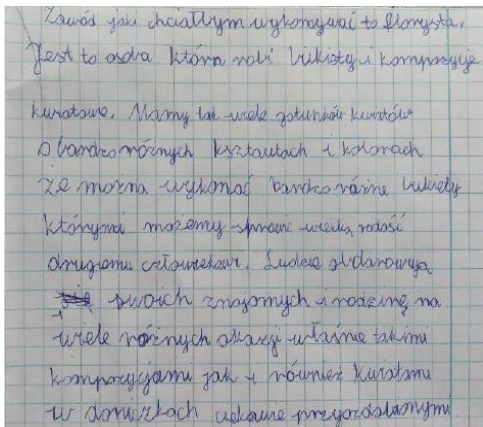 Zawód jaki chciałbym wykonywać to florysta.
Jest to osoba która robi bukiety i kompozycje
kwiatowe. Mamy tak wiele gatunków kwiatów
o bardzo różnych kształtach i kolorach
że można wykonać bardzo różne bukiety
którymi możemy sprawić wielką radość
drugiemu człowiekowi. Ludzie obdarowują
swoich znajomych i rodzinę na
wiele różnych okazji właśnie takimi
kompozycjami jak i również kwiatami
w doniczkach ciekawie przyozdobionymi.